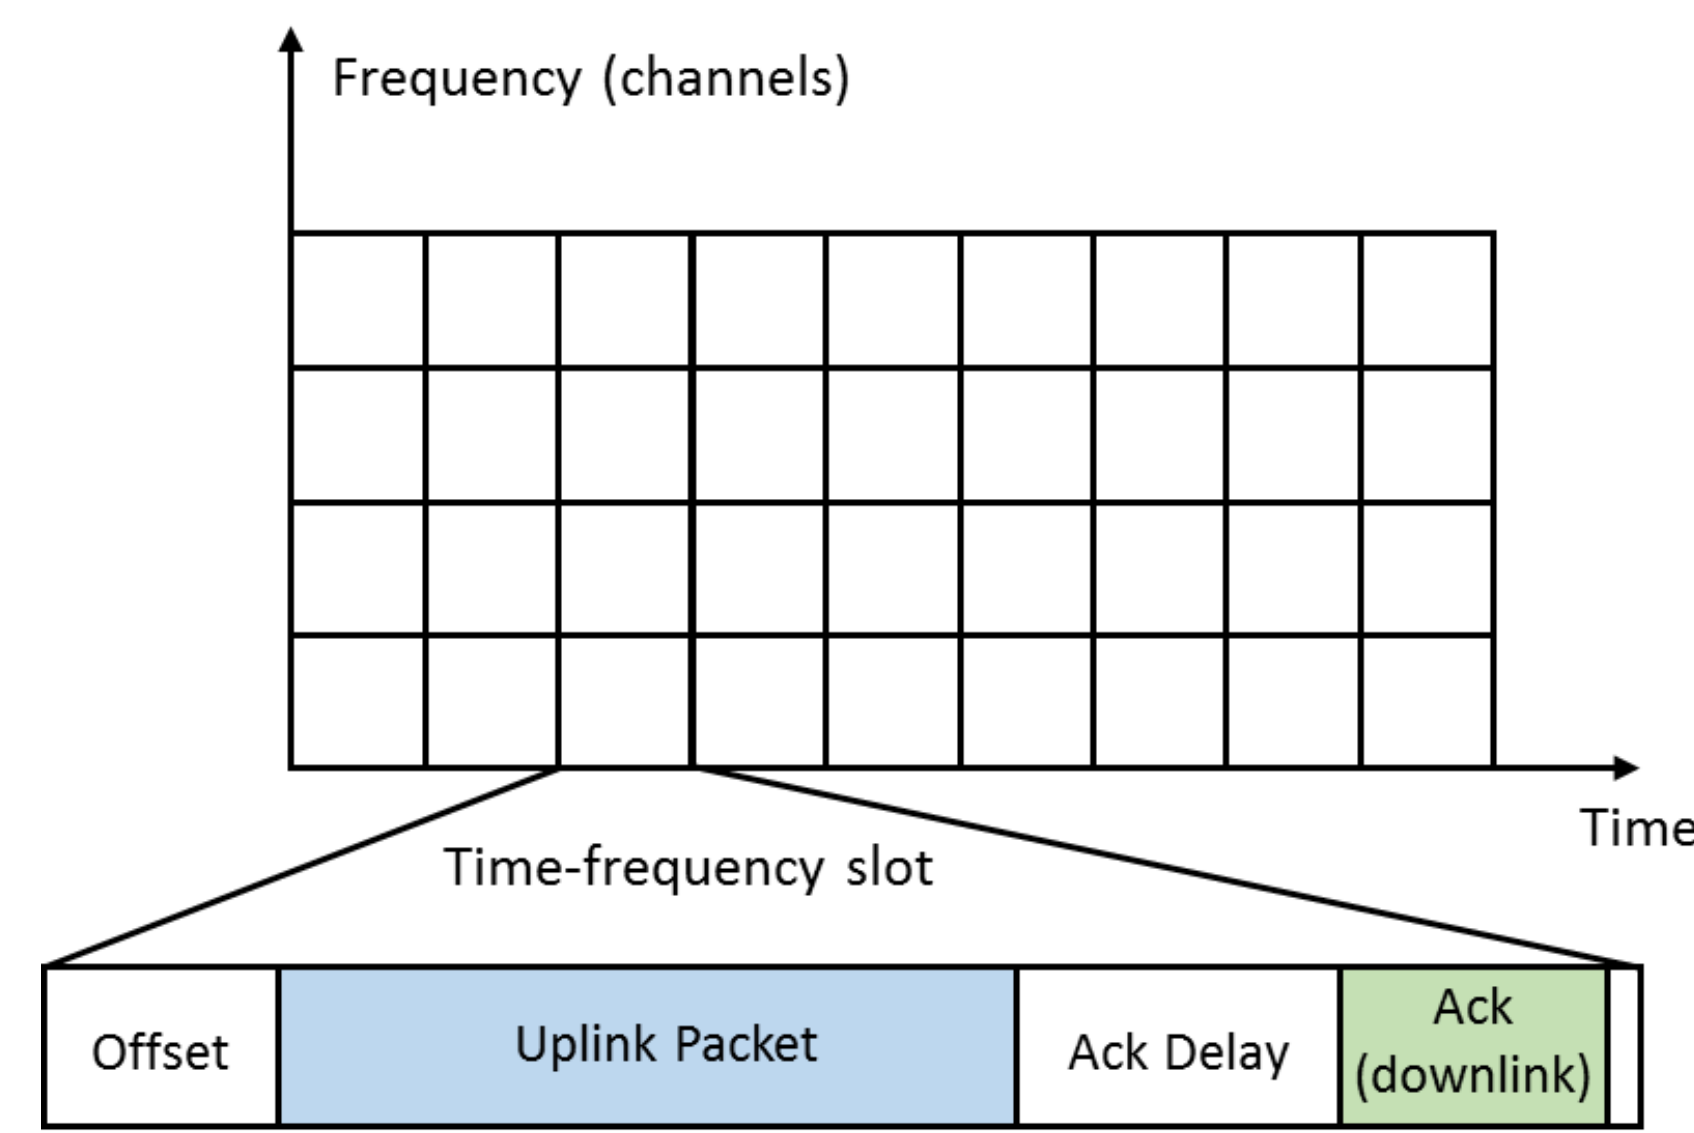 Frequency (channels)
Time
Time-frequency slot
Offset
Uplink Packet
Ack Delay
Ack
(downlink)